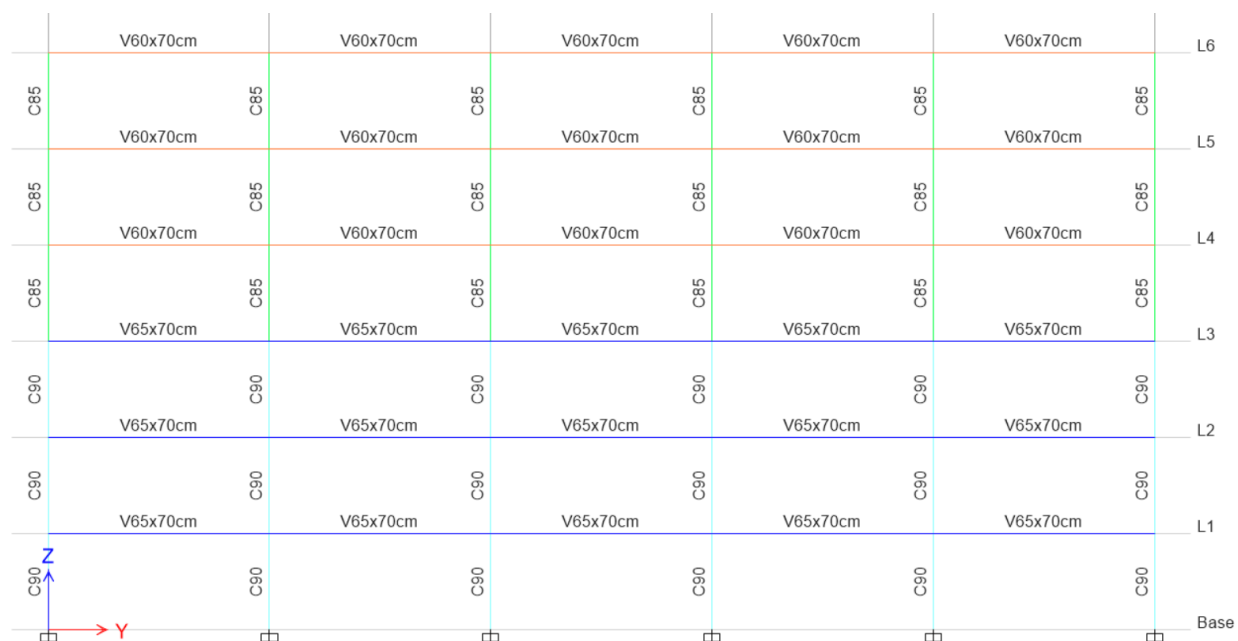 V60x70cm V60x70cm V60x70cm V60x70cm V60x70cm L6
C85 C85 C85 C85 C85 C85
V60x70cm V60x70cm V60x70cm V60x70cm V60x70cm L5
C85 C85 C85 C85 C85 C85
V60x70cm V60x70cm V60x70cm V60x70cm V60x70cm L4
C85 C85 C85 C85 C85 C85
V65x70cm V65x70cm V65x70cm V65x70cm V65x70cm L3
C90 C90 C90 C90 C90 C90
V65x70cm V65x70cm V65x70cm V65x70cm V65x70cm L2
C90 C90 C90 C90 C90 C90
V65x70cm V65x70cm V65x70cm V65x70cm V65x70cm L1
Z
C90 C90 C90 C90 C90 C90
Y Base